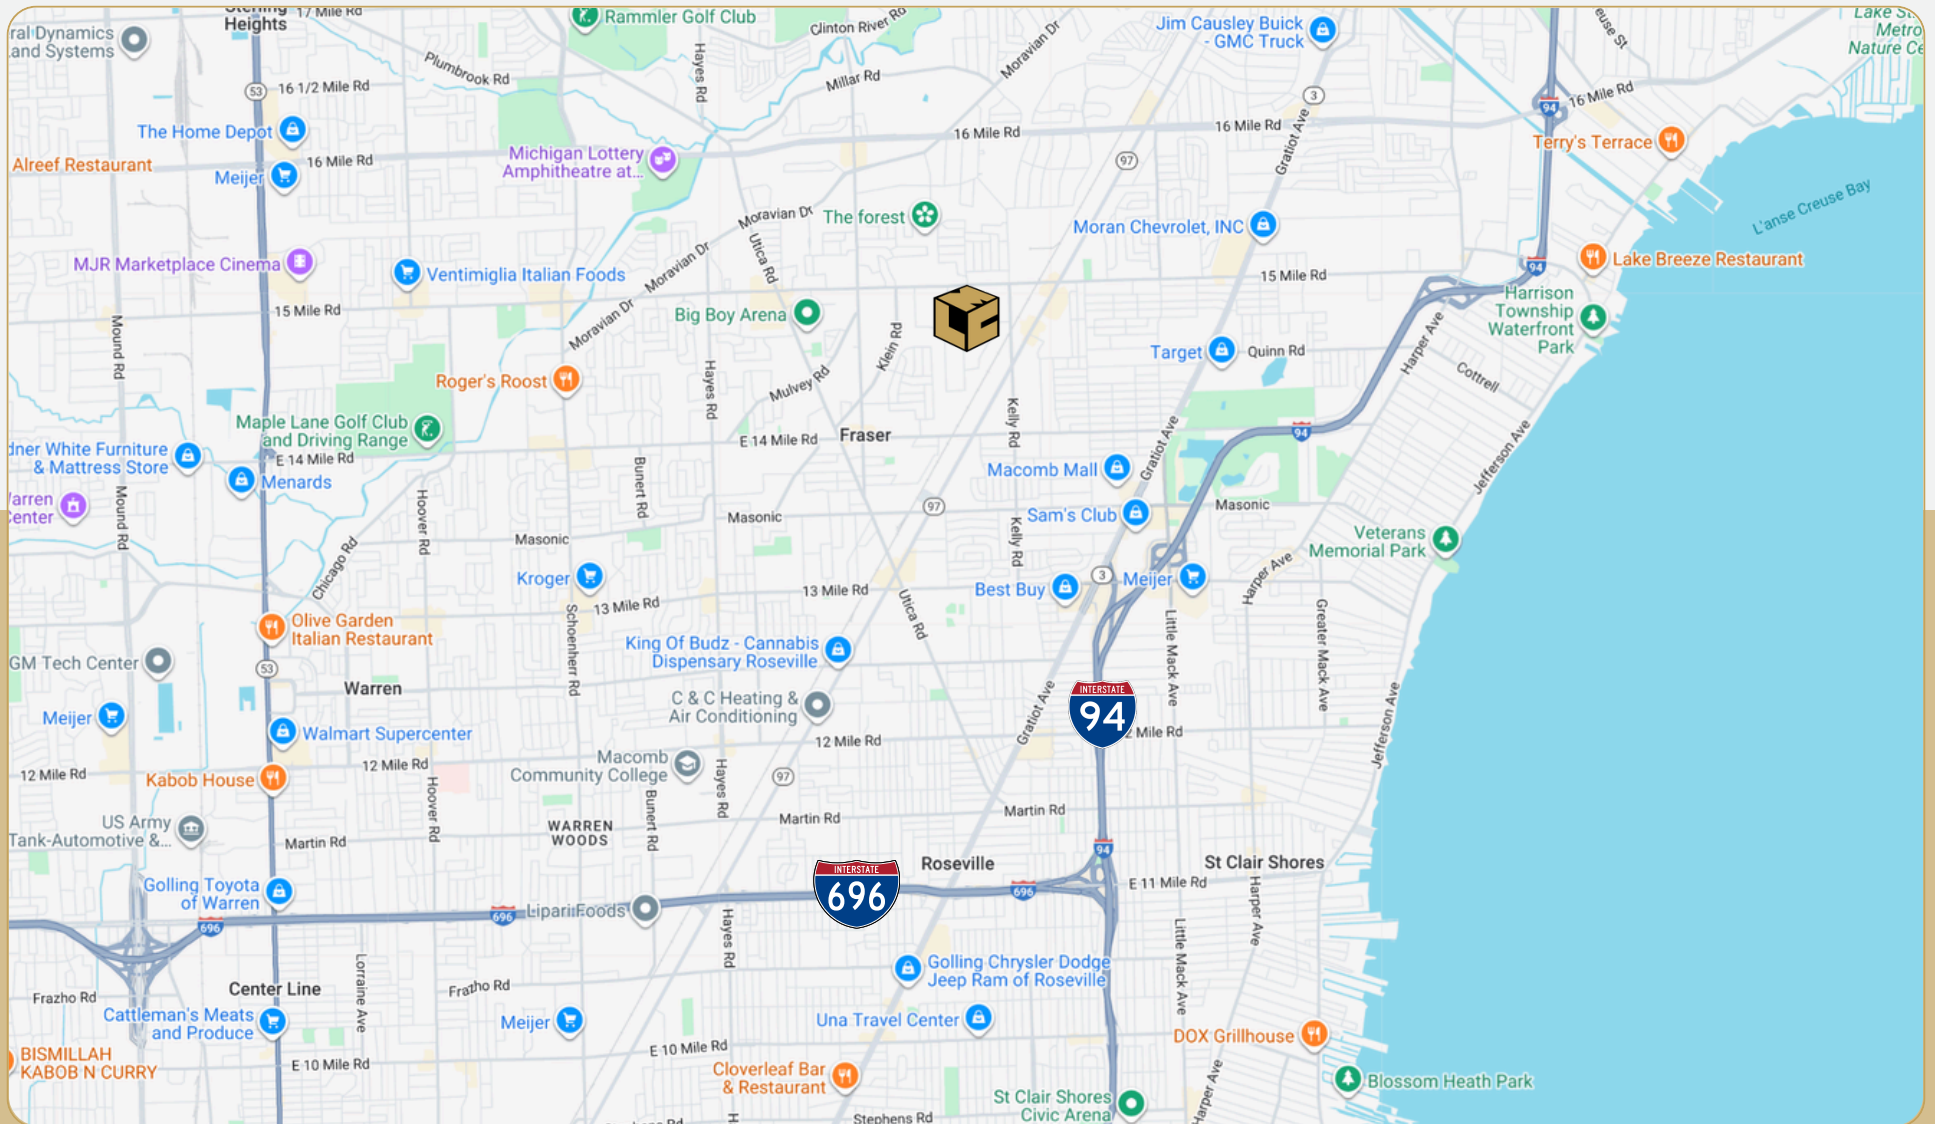 Sterling
Heights
17 Mile Rd
Rammler Golf Club
Clinton River Rd
Moravian Dr
Jim Causley Buick
- GMC Truck
euse St
Lake St.
Metro
Nature Ce
ral Dynamics
and Systems
Plumbrook Rd
Hayes Rd
Millar Rd
53
16 1/2 Mile Rd
3
94
16 Mile Rd
The Home Depot
16 Mile Rd
16 Mile Rd
Gratiot Ave
Terry's Terrace
Alreef Restaurant
16 Mile Rd
Meijer
Michigan Lottery
Amphitheatre at...
97
L'anse Creuse Bay
Moravian Dr
The forest
Moran Chevrolet, INC
MJR Marketplace Cinema
Ventimiglia Italian Foods
Moravian Dr
Utica Rd
15 Mile Rd
94
Lake Breeze Restaurant
Harrison
Township
Waterfront
Park
15 Mile Rd
Moravian Dr
Big Boy Arena
Klein Rd
Mound Rd
Harper Ave
Target
Quinn Rd
Cottrell
Roger's Roost
Hayes Rd
Mulvey Rd
Maple Lane Golf Club
and Driving Range
E 14 Mile Rd
Fraser
Kelly Rd
Gratiot Ave
94
Jefferson Ave
dner White Furniture
& Mattress Store
E 14 Mile Rd
Menards
Bunert Rd
Macomb Mall
arren
Center
Mound Rd
Hoover Rd
Masonic
97
Sam's Club
Masonic
Kelly Rd
Masonic
Chicago Rd
Veterans
Memorial Park
Kroger
13 Mile Rd
13 Mile Rd
Best Buy
3
Meijer
Harper Ave
Olive Garden
Italian Restaurant
Schoenherr Rd
Utica Rd
King Of Budz - Cannabis
Dispensary Roseville
Little Mack Ave
Greater Mack Ave
GM Tech Center
53
Warren
C & C Heating &
Air Conditioning
Gratiot Ave
INTERSTATE
94
Jefferson Ave
Meijer
Walmart Supercenter
12 Mile Rd
2 Mile Rd
12 Mile Rd
Kabob House
12 Mile Rd
Macomb
Community College
97
Hayes Rd
Hoover Rd
Bunert Rd
US Army
Tank-Automotive &...
Martin Rd
WARREN
WOODS
Martin Rd
Martin Rd
94
Roseville
St Clair Shores
INTERSTATE
696
696
E 11 Mile Rd
Golling Toyota
of Warren
696
696
Lipari Foods
Hayes Rd
Little Mack Ave
Harper Ave
Golling Chrysler Dodge
Jeep Ram of Roseville
Center Line
Frazho Rd
Lorraine Ave
Frazho Rd
Cattleman's Meats
and Produce
Meijer
Una Travel Center
DOX Grillhouse
BISMILLAH
KABOB N CURRY
E 10 Mile Rd
E 10 Mile Rd
Cloverleaf Bar
& Restaurant
Harper Ave
Blossom Heath Park
St Clair Shores
Civic Arena
H
Stephens Rd